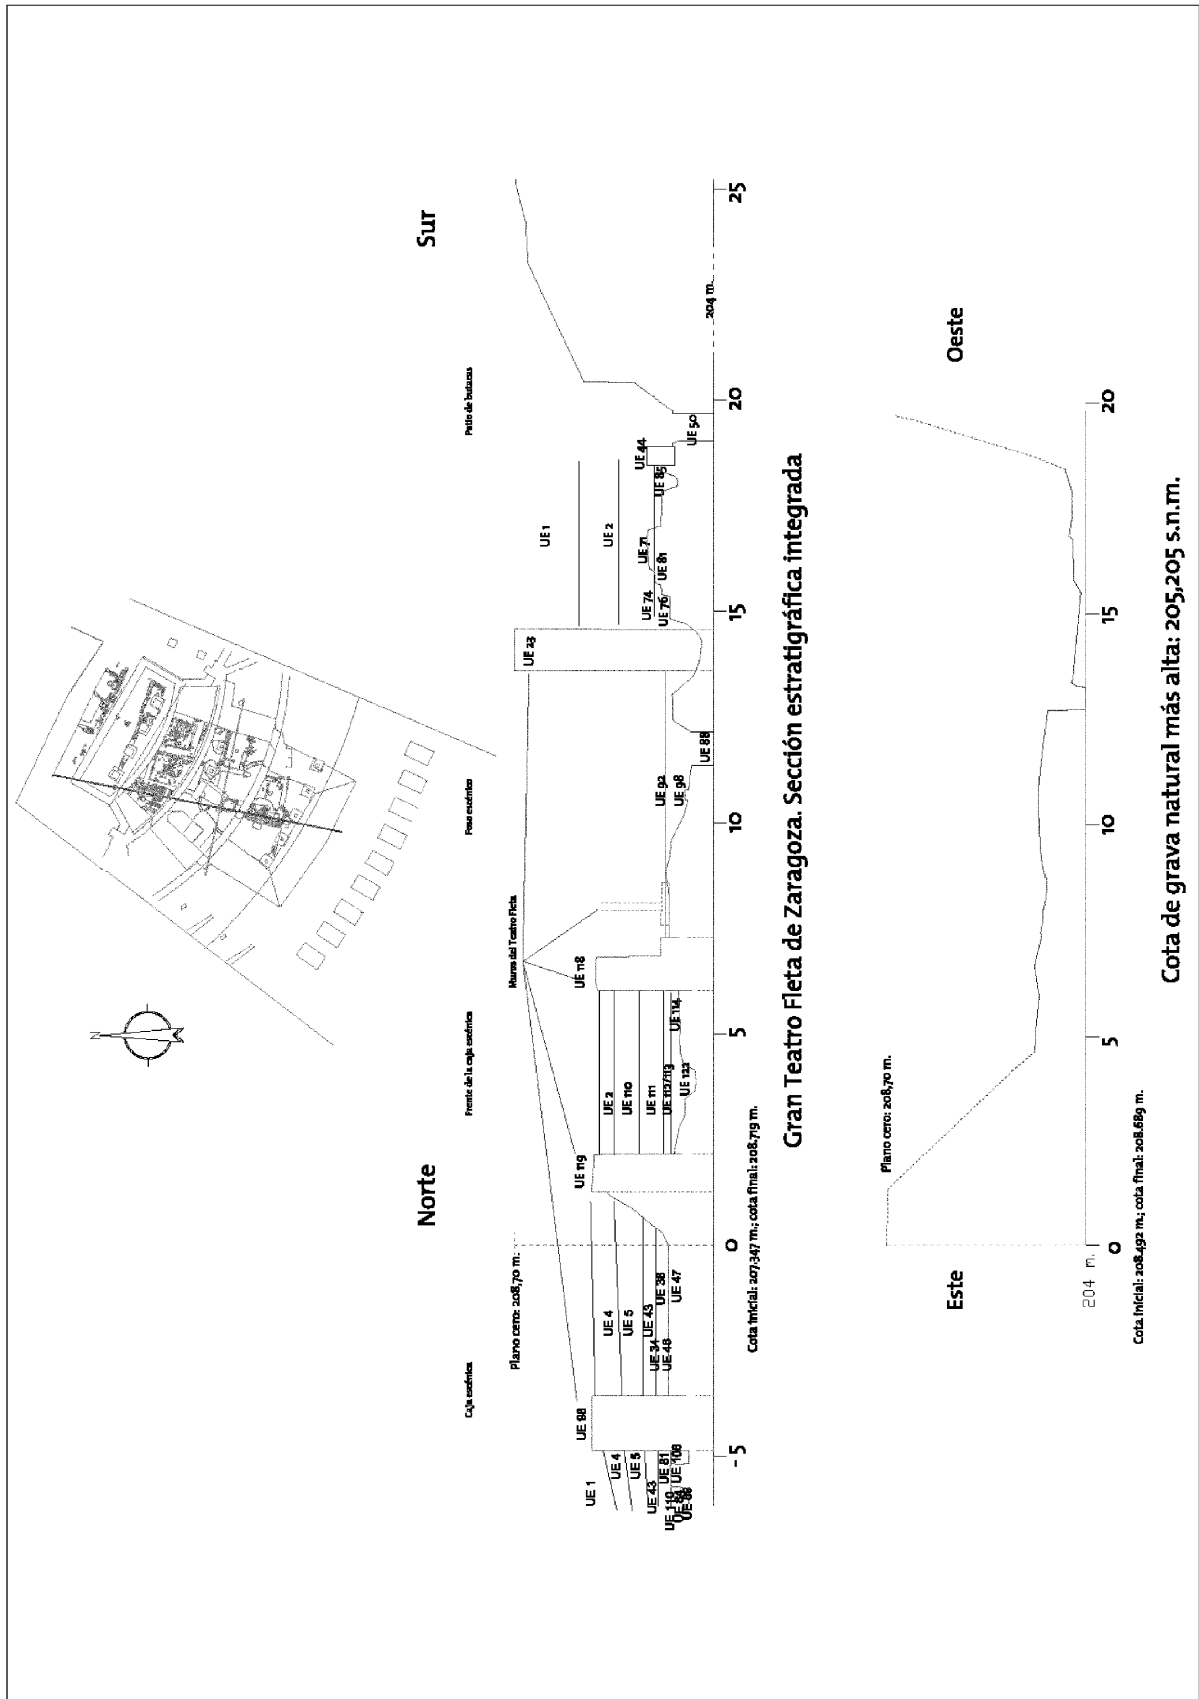 N
Norte
Sur
Caja escénica
Frente de la caja escénica
Foso escénico
Patio de butacas
Plano cero: 208,70 m.
Muros del Teatro Fleta
UE 1
UE 4
UE 5
UE 43
UE 81
UE 108
UE 110
UE 84
UE 98
UE 4
UE 5
UE 43
UE 34
UE 48
UE 38
UE 47
UE 119
UE 2
UE 110
UE 111
UE 112/113
UE 122
UE 114
UE 118
UE 92
UE 98
UE 88
UE 23
UE 1
UE 2
UE 74
UE 76
UE 71
UE 81
UE 85
UE 44
UE 50
204 m.
-5
0
5
10
15
20
25
Cota inicial: 207.347 m.; cota final: 208.719 m.
Gran Teatro Fleta de Zaragoza. Sección estratigráfica integrada
Este
Oeste
Plano cero: 208,70 m.
204 m.
0
5
10
15
20
Cota inicial: 208.492 m.; cota final: 208.689 m.
Cota de grava natural más alta: 205,205 s.n.m.